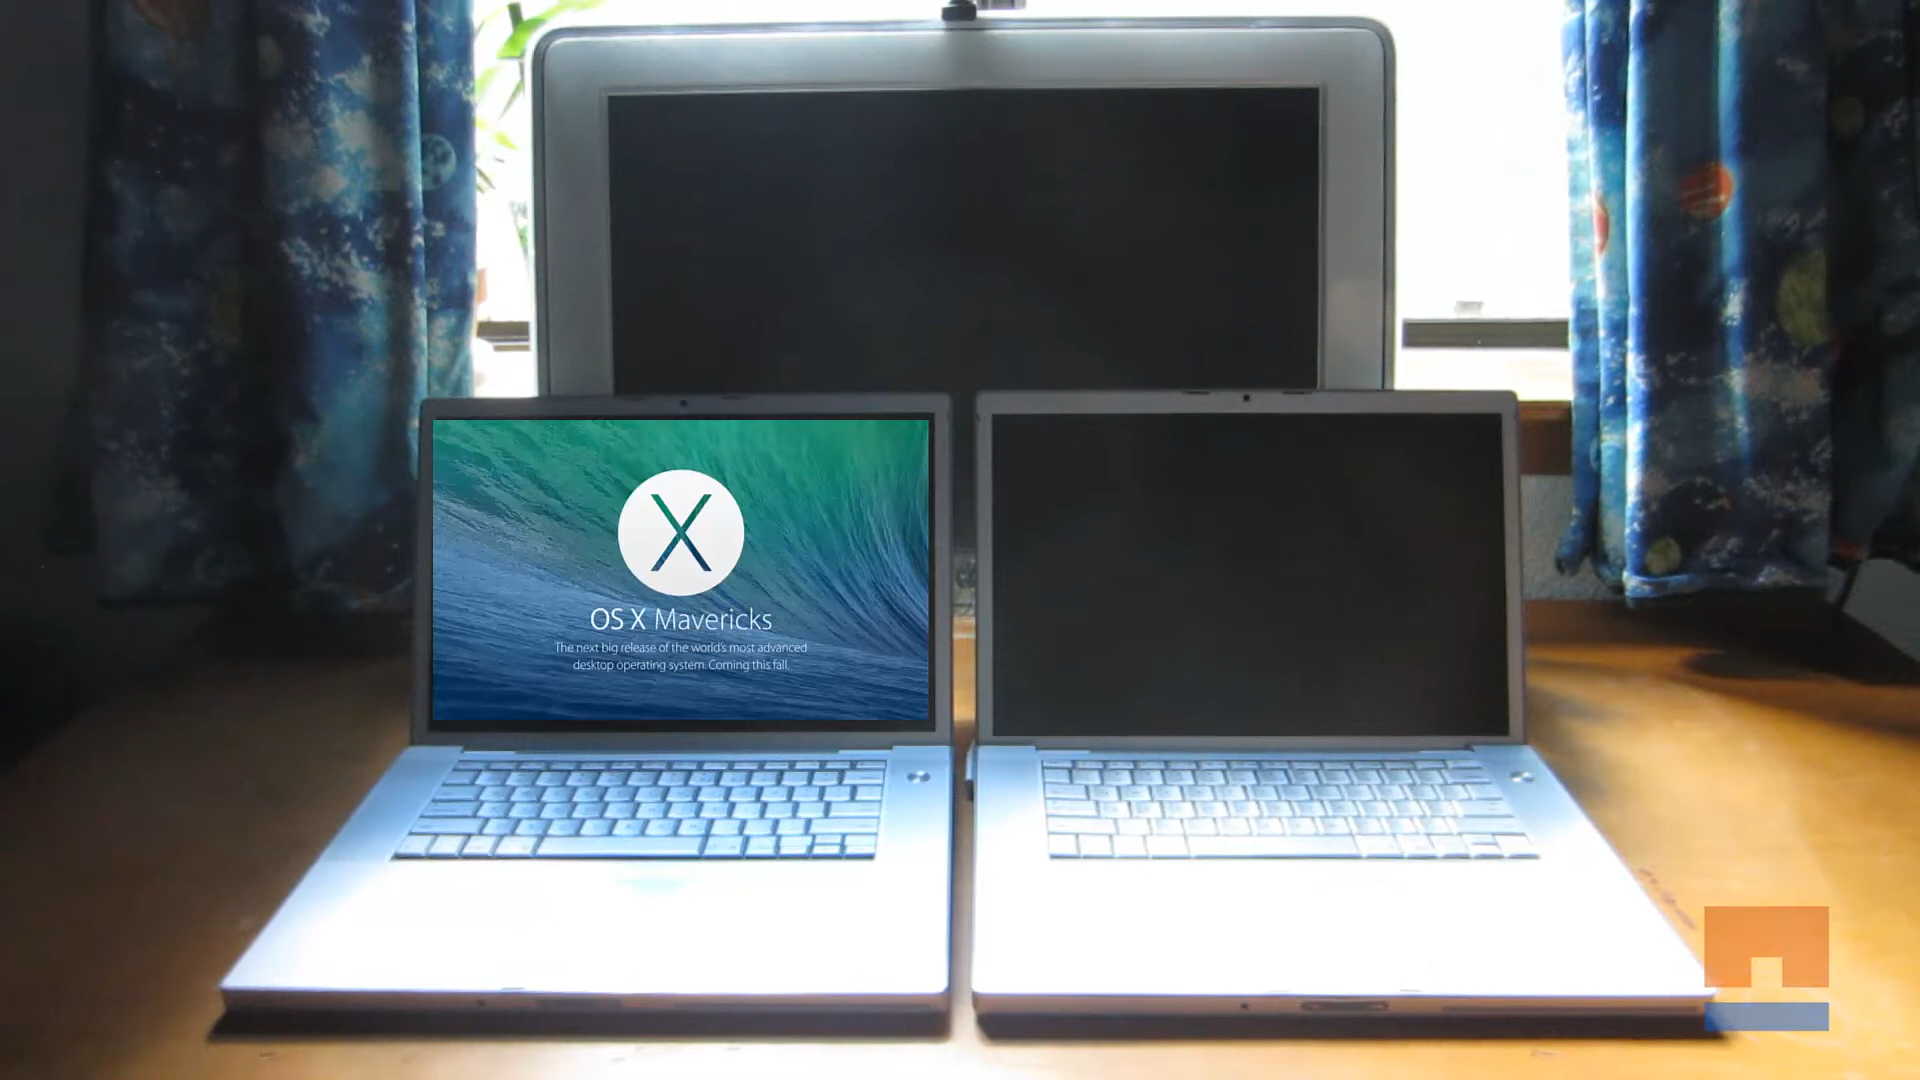 OS X Mavericks
The next big release of the world's most advanced
desktop operating system. Coming this fall.